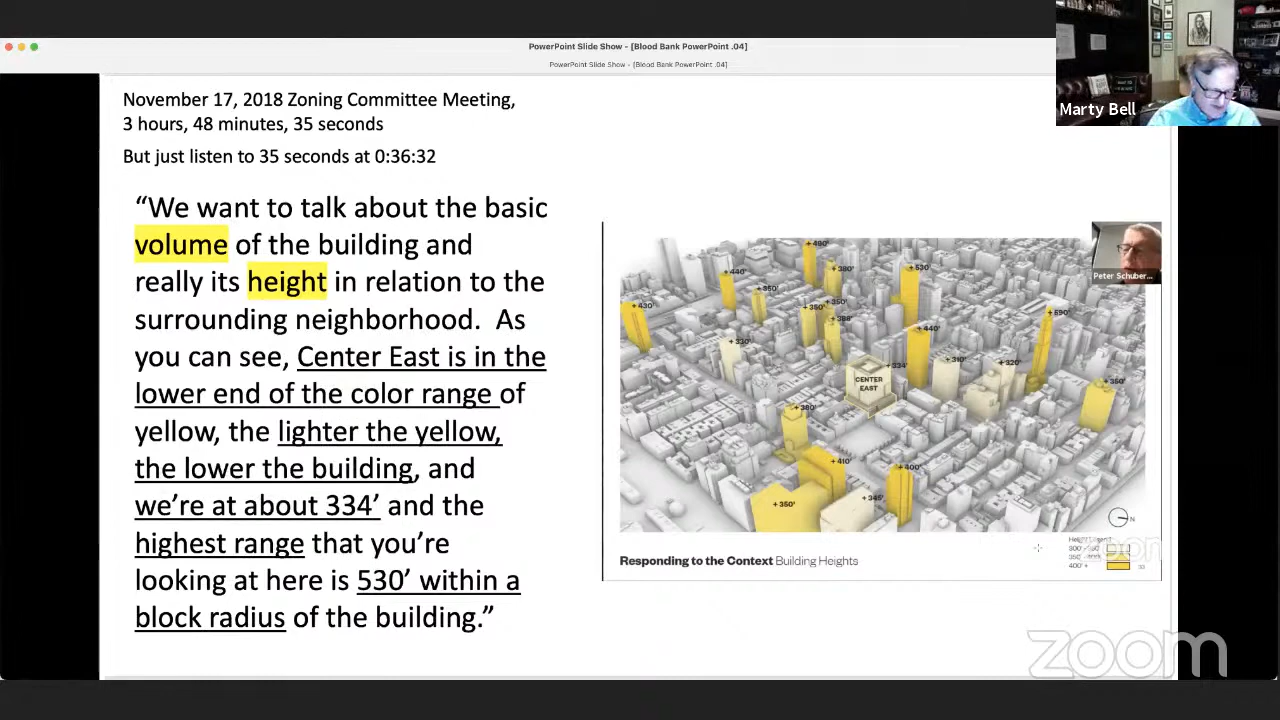 PowerPoint Slide Show - [Blood Bank PowerPoint .04]
PowerPoint Slide Show - [Blood Bank PowerPoint .04]
Marty Bell
November 17, 2018 Zoning Committee Meeting,
3 hours, 48 minutes, 35 seconds
But just listen to 35 seconds at 0:36:32
“We want to talk about the basic
volume of the building and
really its height in relation to the
surrounding neighborhood. As
you can see, Center East is in the
lower end of the color range of
yellow, the lighter the yellow,
the lower the building, and
we’re at about 334’ and the
highest range that you’re
looking at here is 530’ within a
block radius of the building.”
Peter Schuber...
+380'
+530
+440'
+350'
+430'
+350'
+350'
+440'
+330'
+334'
+310'
+320'
+350'
CENTER
EAST
+380'
+410'
+400'
+345'
+350'
N
Responding to the Context Building Heights
400' +
33
zoom
zoom